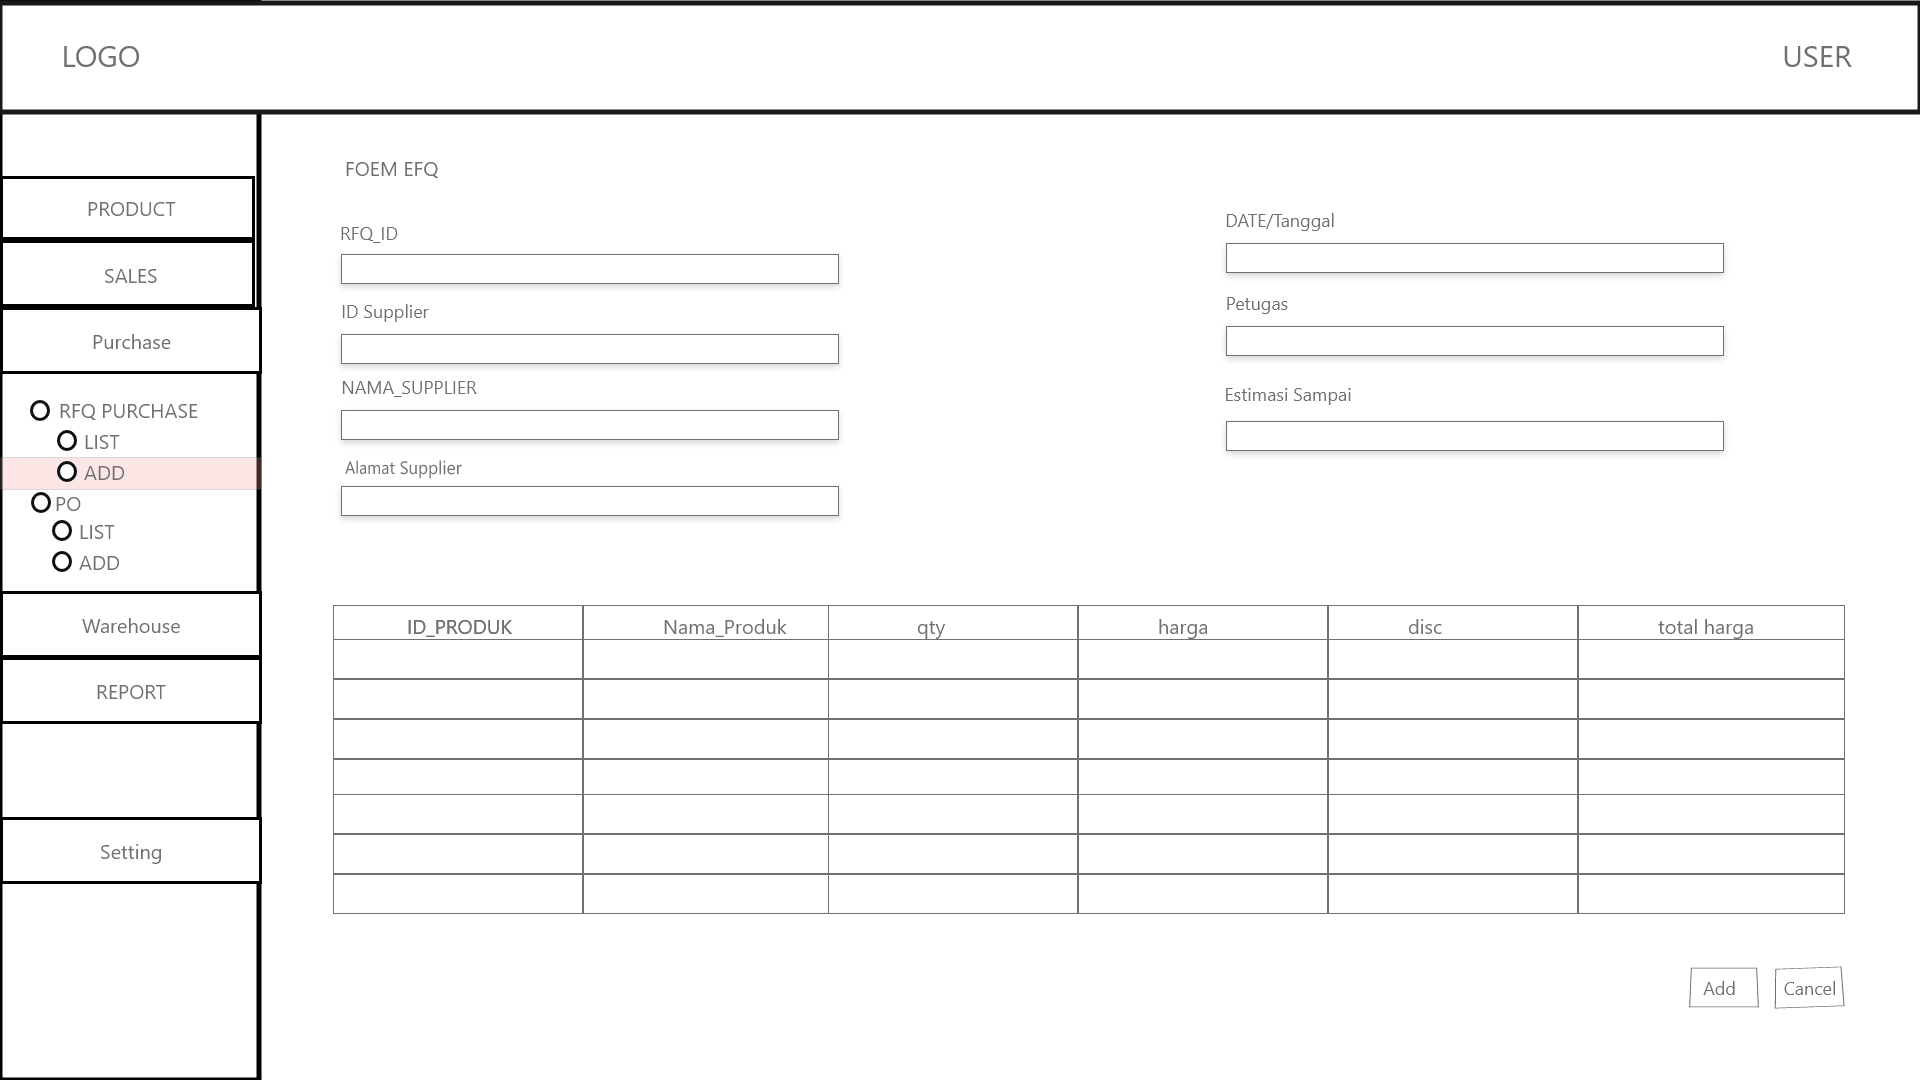 LOGO
USER
PRODUCT
SALES
Purchase
RFQ PURCHASE
LIST
ADD
PO
LIST
ADD
Warehouse
REPORT
Setting
FOEM EFQ
RFQ_ID
ID Supplier
NAMA_SUPPLIER
Alamat Supplier
DATE/Tanggal
Petugas
Estimasi Sampai
ID_PRODUK Nama_Produk qty harga disc total harga
Add Cancel